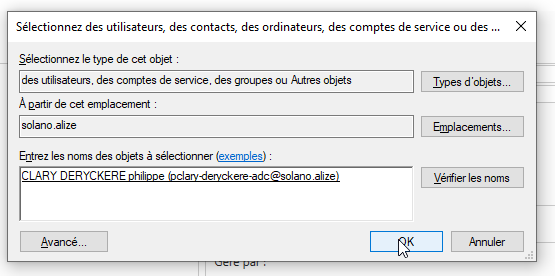 Sélectionnez des utilisateurs, des contacts, des ordinateurs, des comptes de service ou des ...
Sélectionnez le type de cet objet :
des utilisateurs, des comptes de service, des groupes ou Autres objets
Types d'objets...
À partir de cet emplacement :
solano.alize
Emplacements...
Entrez les noms des objets à sélectionner (exemples) :
CLARY DERYCKERE philippe (pclary-deryckere-adc@solano.alize)
Vérifier les noms
Avancé...
OK
Annuler
Géré par :